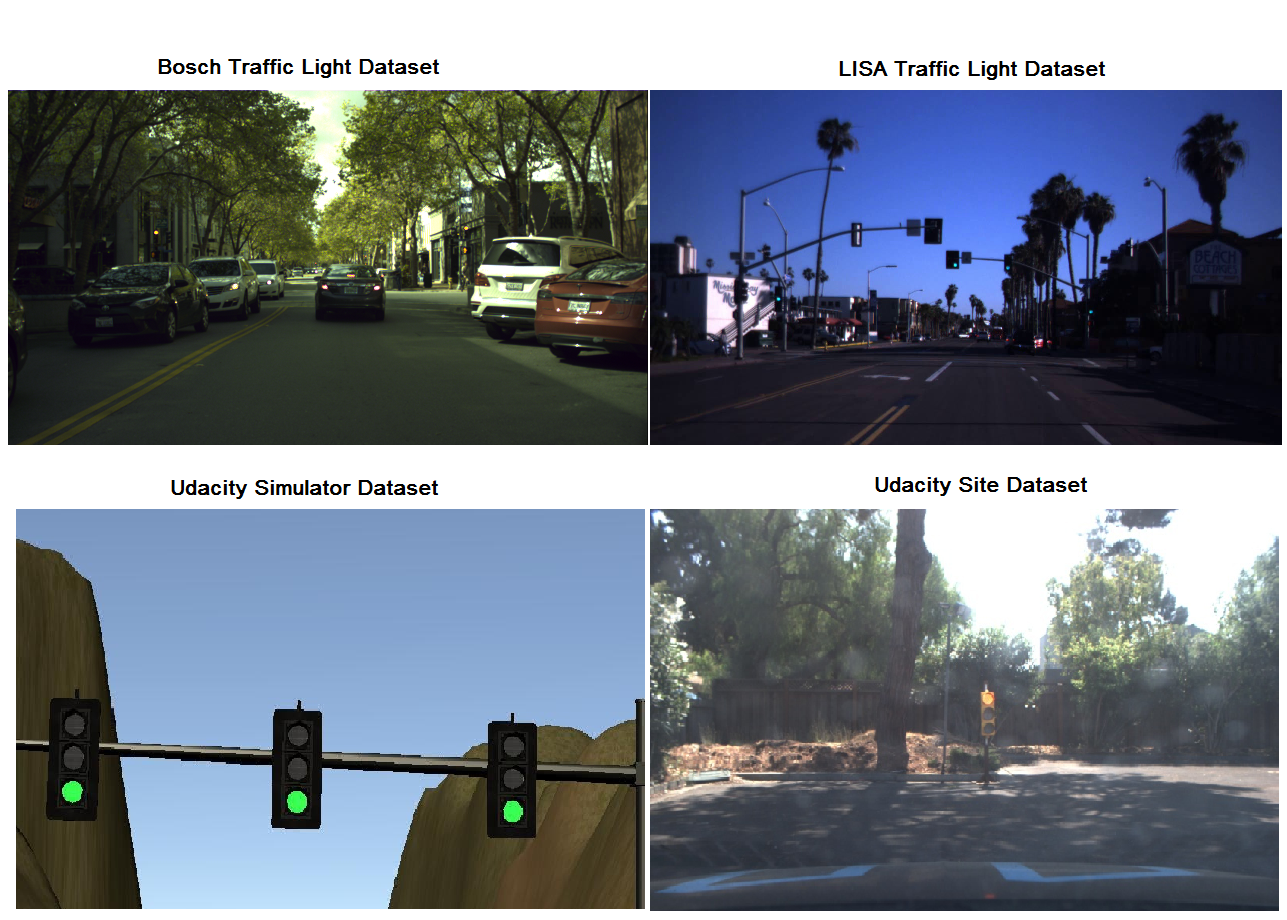 Bosch Traffic Light Dataset
LISA Traffic Light Dataset
BEACH
Udacity Simulator Dataset
Udacity Site Dataset